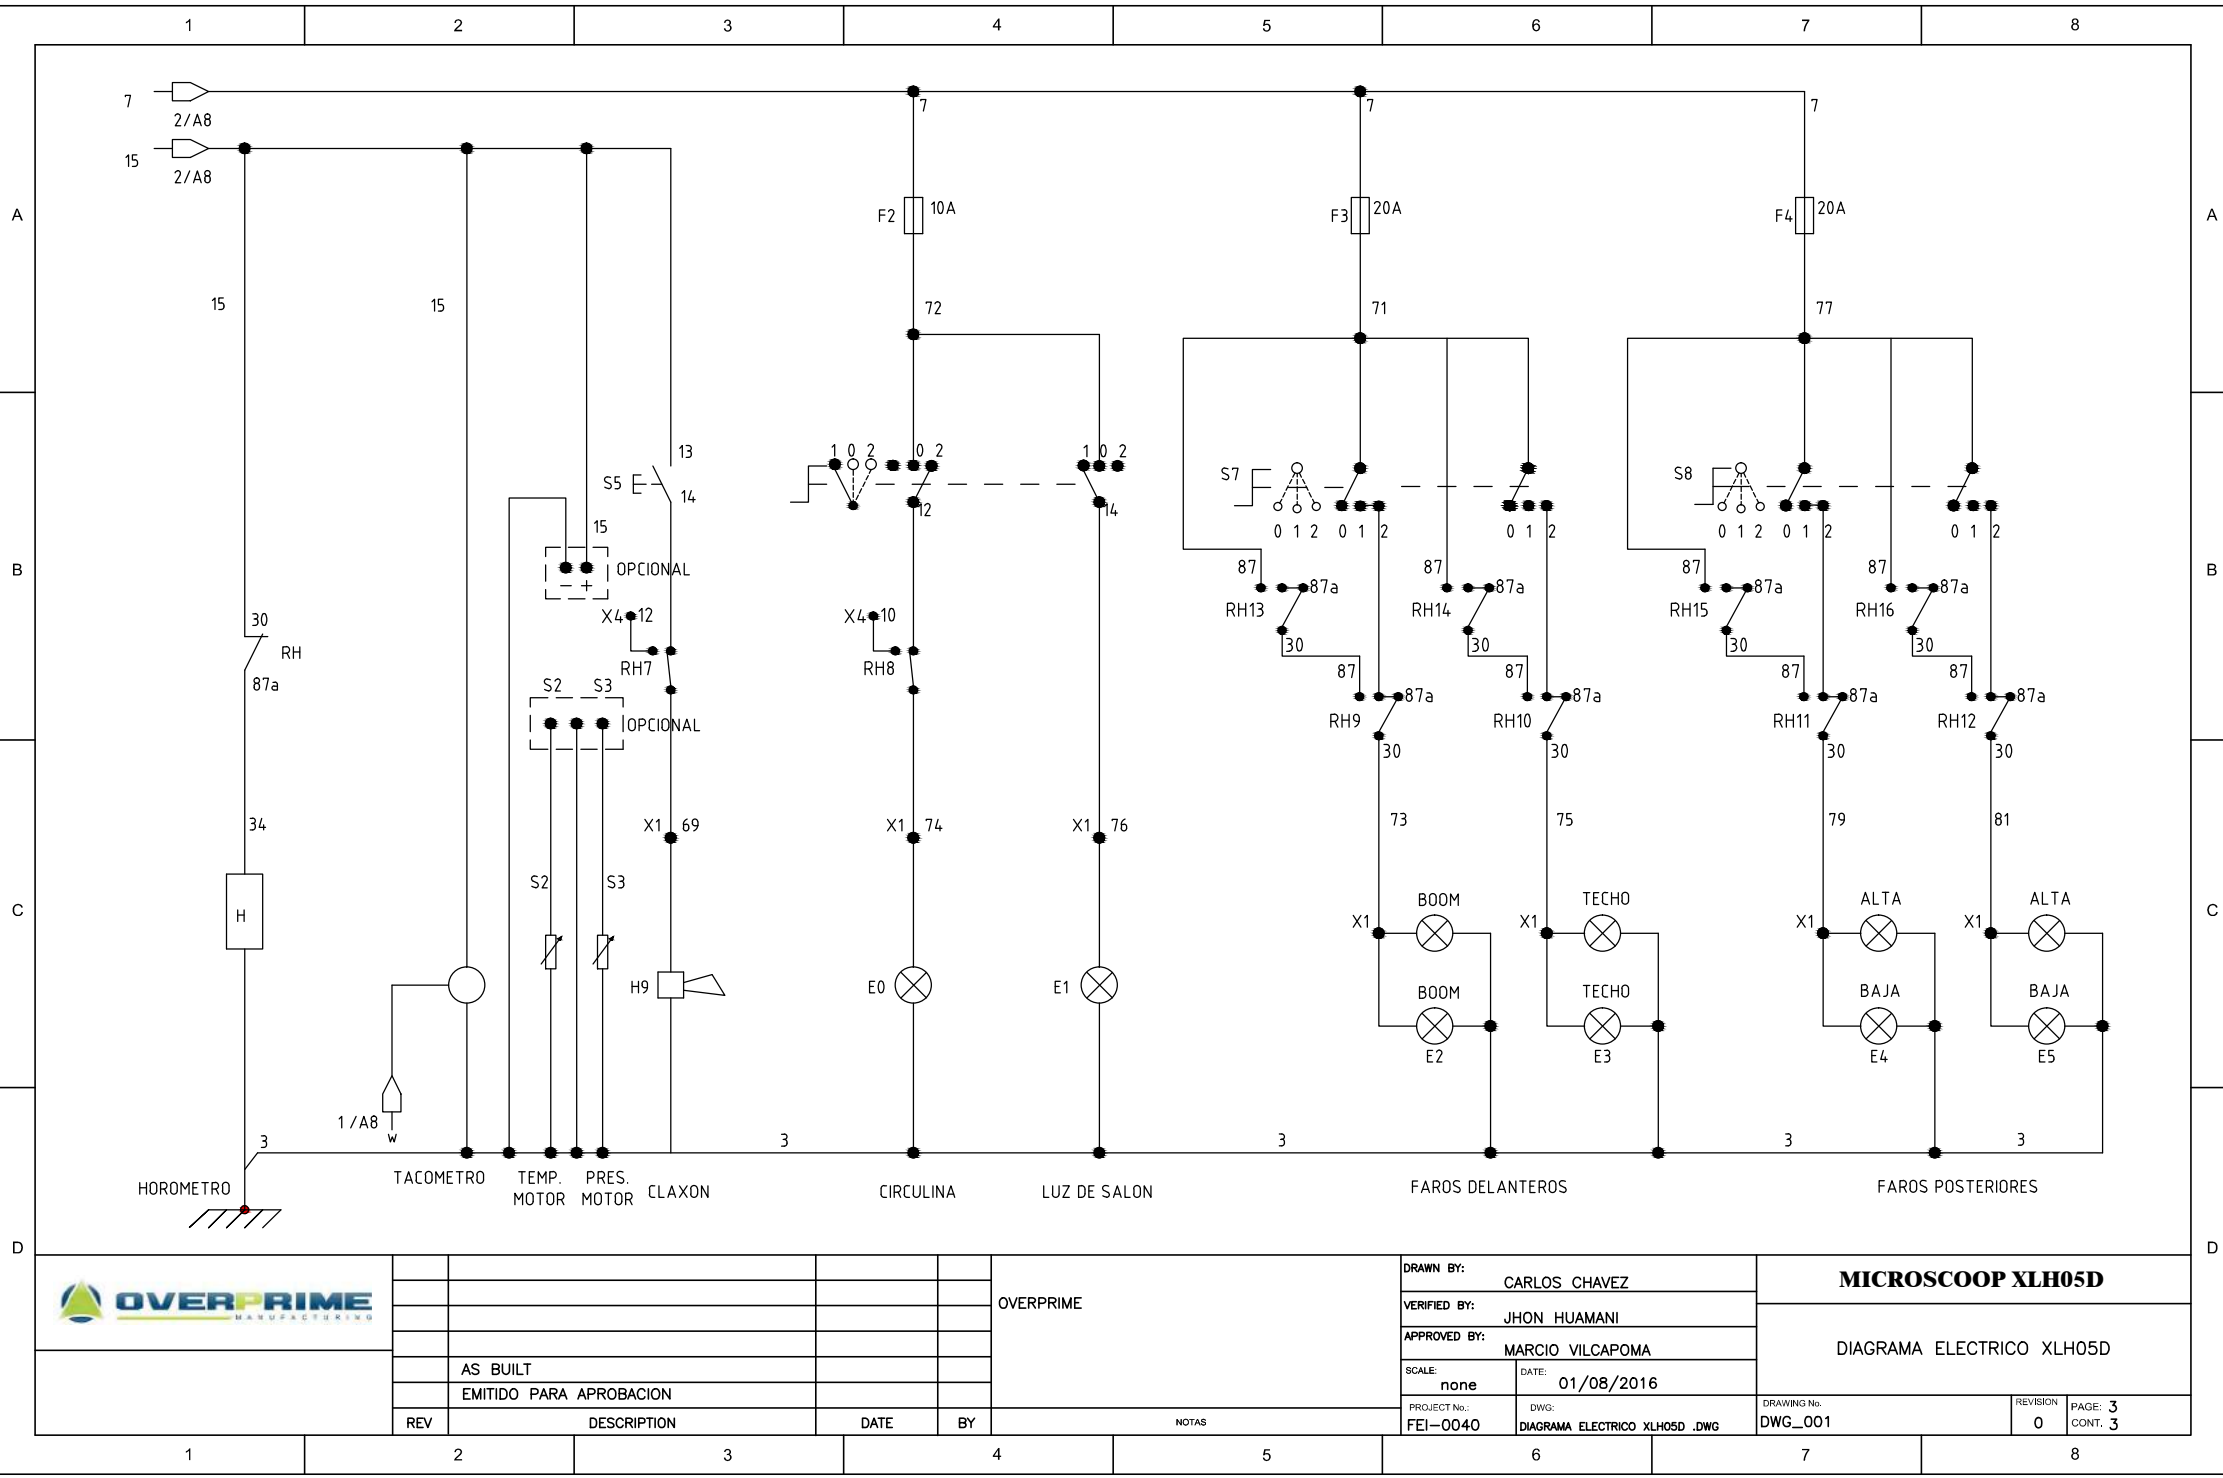 1 2 3 4 5 6 7 8
7
2/A8
7 7 7
15
2/A8
A A
F2 10A F3 20A F4 20A
15 15 72 71 77
13
S5
14
1 0 2 0 2 1 0 2
12 14
S7 S8
0 1 2 0 1 2 0 1 2 0 1 2 0 1 2 0 1 2
15
OPCIONAL
- +
B B
87 87a 87 87a 87 87a 87 87a
RH13 RH14 RH15 RH16
30 30 30 30
X4 12 X4 10
30
RH
87a
RH7 RH8
87 87a 87 87a 87 87a 87 87a
RH9 RH10 RH11 RH12
30 30 30 30
S2 S3
OPCIONAL
34 X1 69 X1 74 X1 76 73 75 79 81
S2 S3
H
C C
BOOM TECHO ALTA ALTA
X1 X1 X1 X1
H9 E0 E1
BOOM TECHO BAJA BAJA
E2 E3 E4 E5
1/A8
W
3 3 3 3 3
HOROMETRO
TACOMETRO
TEMP.
MOTOR
PRES.
MOTOR
CLAXON
CIRCULINA
LUZ DE SALON
FAROS DELANTEROS
FAROS POSTERIORES
D D
OVERPRIME
MANUFACTURING
AS BUILT
EMITIDO PARA APROBACION
REV DESCRIPTION DATE BY
OVERPRIME
NOTAS
DRAWN BY:
CARLOS CHAVEZ
VERIFIED BY:
JHON HUAMANI
APPROVED BY:
MARCIO VILCAPOMA
SCALE:
none
DATE:
01/08/2016
PROJECT No.:
FEI-0040
DWG:
DIAGRAMA ELECTRICO XLH05D .DWG
MICROSCOOP XLH05D
DIAGRAMA ELECTRICO XLH05D
DRAWING No.
DWG_001
REVISION
0
PAGE: 3
CONT. 3
1 2 3 4 5 6 7 8